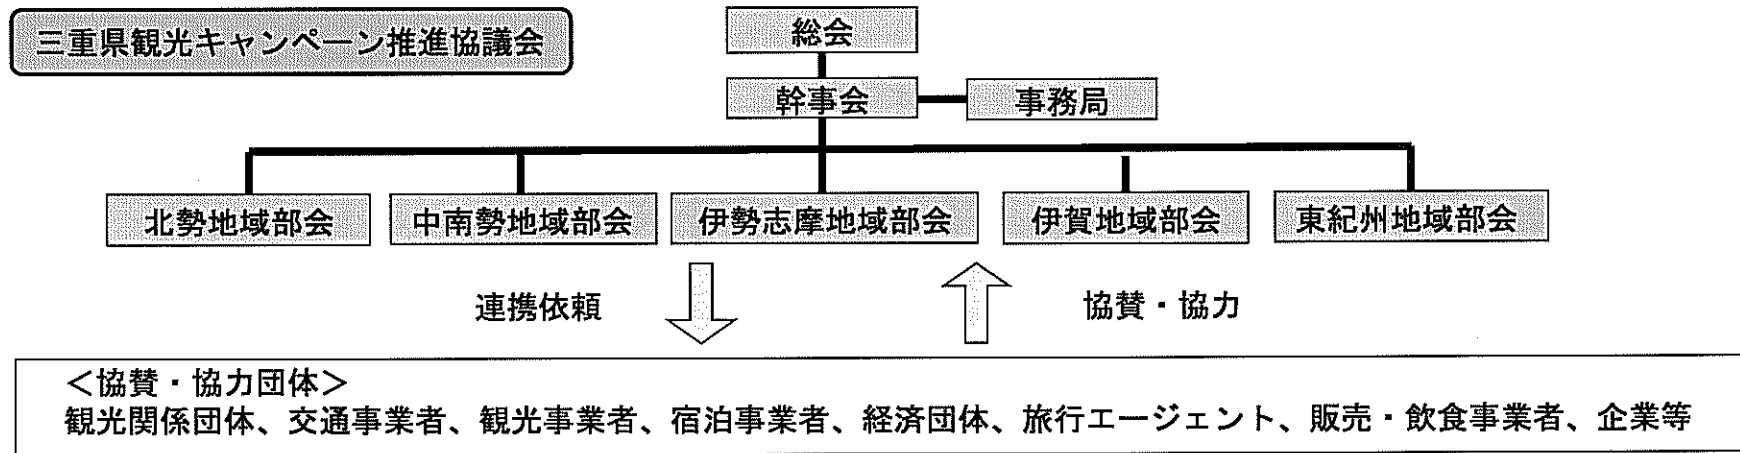 三重県観光キャンペーン推進協議会
総会
幹事会
事務局
北勢地域部会
中南勢地域部会
伊勢志摩地域部会
伊賀地域部会
東紀州地域部会
連携依頼
協賛・協力
＜協賛・協力団体＞
観光関係団体、交通事業者、観光事業者、宿泊事業者、経済団体、旅行エージェント、販売・飲食事業者、企業等